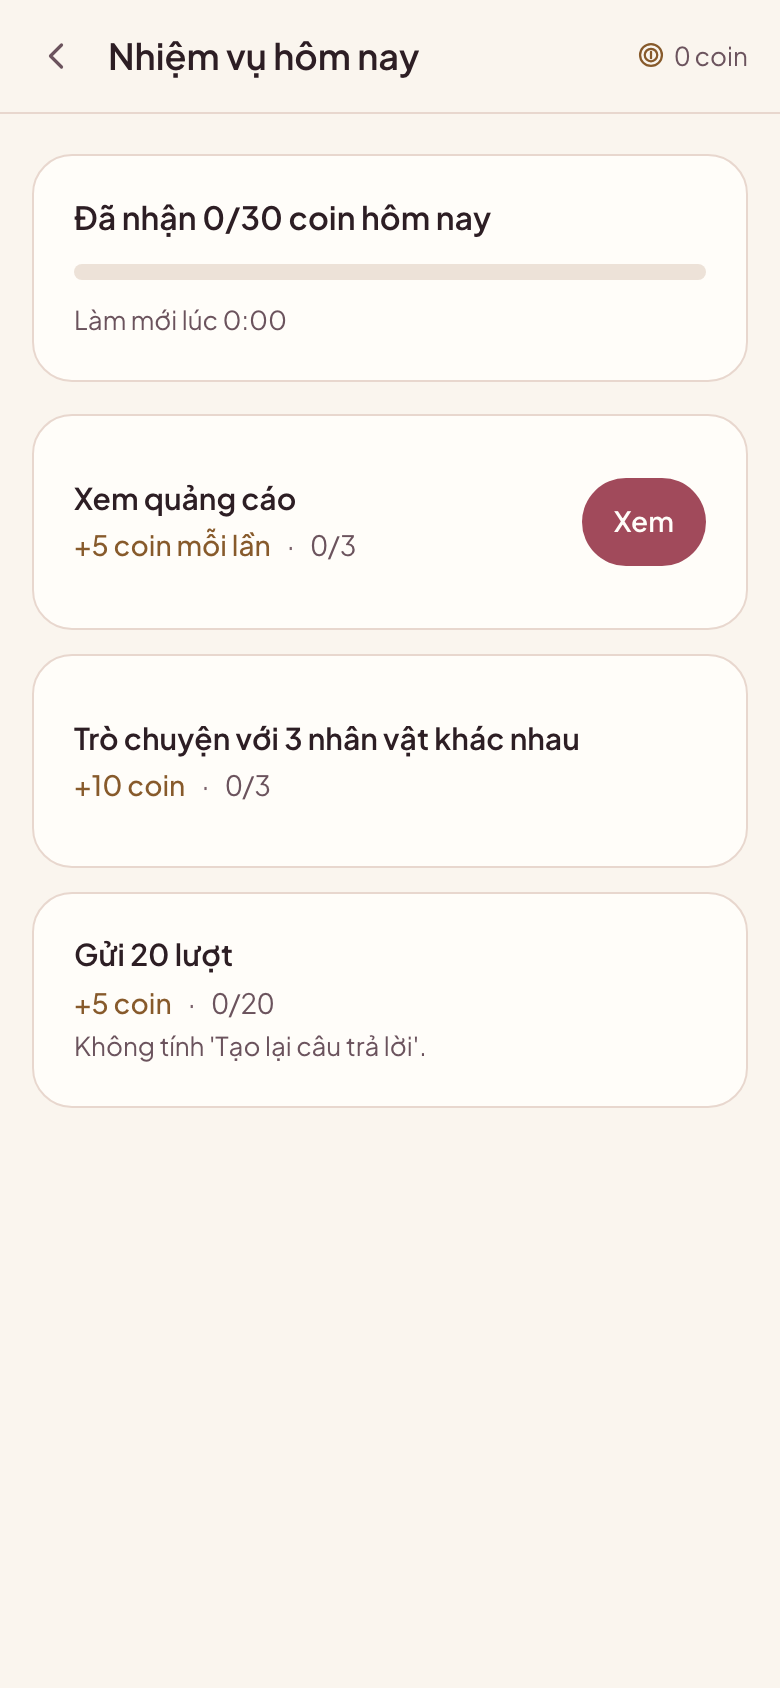 Nhiệm vụ hôm nay
0 coin
Đã nhận 0/30 coin hôm nay
Làm mới lúc 0:00
Xem quảng cáo
+5 coin mỗi lần · 0/3
Xem
Trò chuyện với 3 nhân vật khác nhau
+10 coin · 0/3
Gửi 20 lượt
+5 coin · 0/20
Không tính 'Tạo lại câu trả lời'.